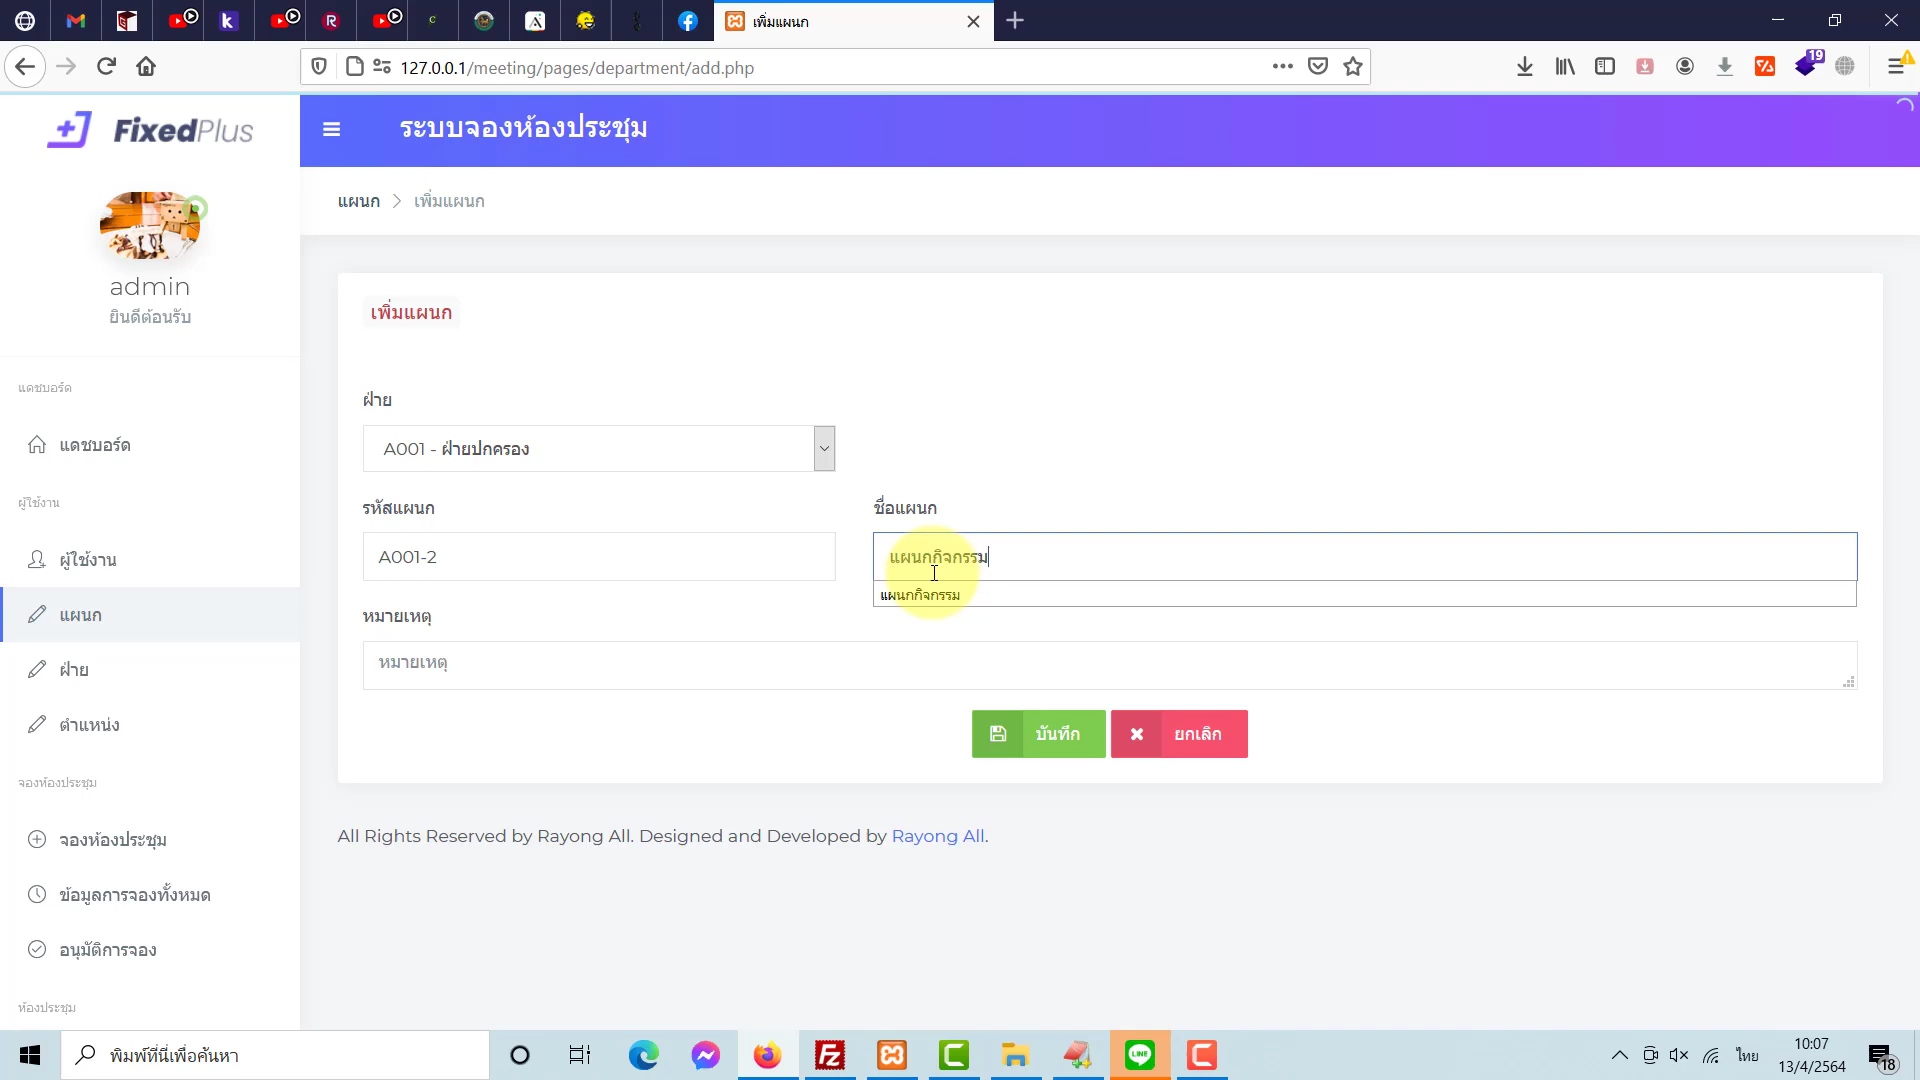 เพิ่มแผนก
127.0.0.1/meeting/pages/department/add.php
19
FixedPlus
ระบบจองห้องประชุม
แผนก > เพิ่มแผนก
admin
ยินดีต้อนรับ
แดชบอร์ด
แดชบอร์ด
ผู้ใช้งาน
ผู้ใช้งาน
แผนก
ฝ่าย
ตำแหน่ง
จองห้องประชุม
จองห้องประชุม
ข้อมูลการจองทั้งหมด
อนุมัติการจอง
ห้องประชุม
เพิ่มแผนก
ฝ่าย
A001 - ฝ่ายปกครอง
รหัสแผนก
ชื่อแผนก
A001-2
แผนกกิจกรรม
แผนกกิจกรรม
หมายเหตุ
หมายเหตุ
บันทึก
ยกเลิก
All Rights Reserved by Rayong All. Designed and Developed by Rayong All.
พิมพ์ที่นี่เพื่อค้นหา
LINE
ไทย
10:07
13/4/2564
18